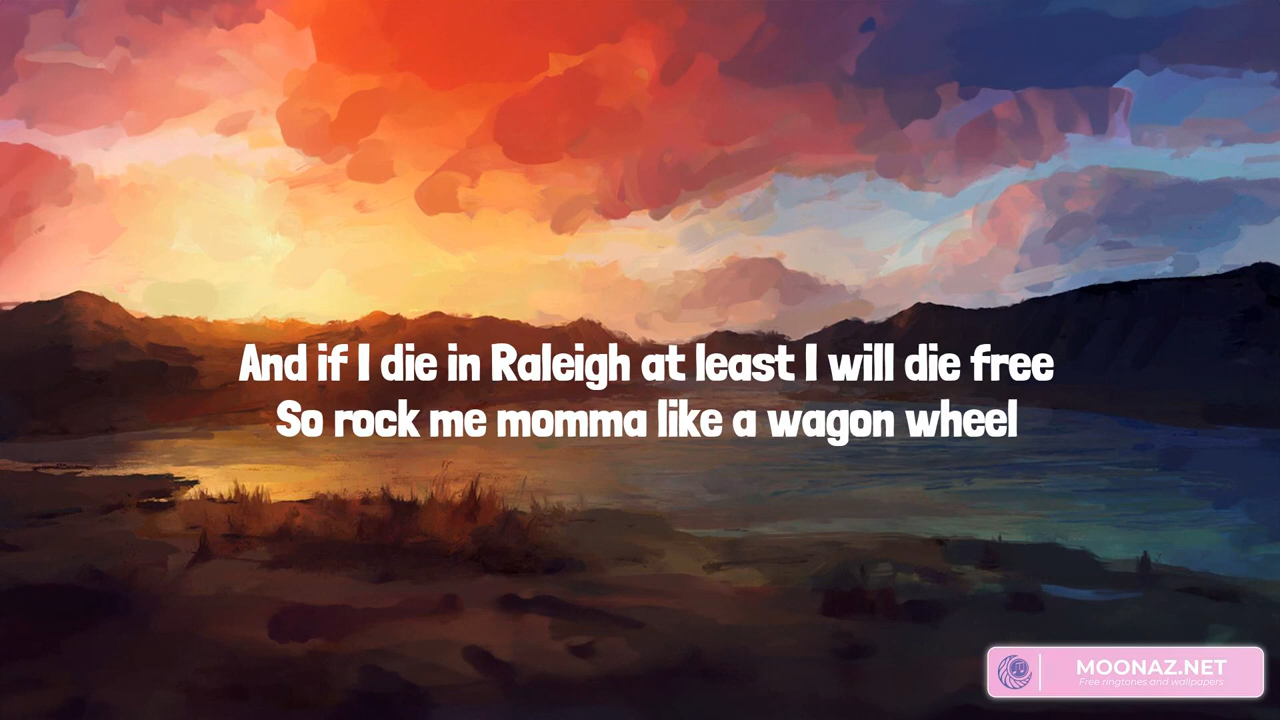 And if I die in Raleigh at least I will die free
So rock me momma like a wagon wheel
MOONAZ.NET
Free ringtones and wallpapers